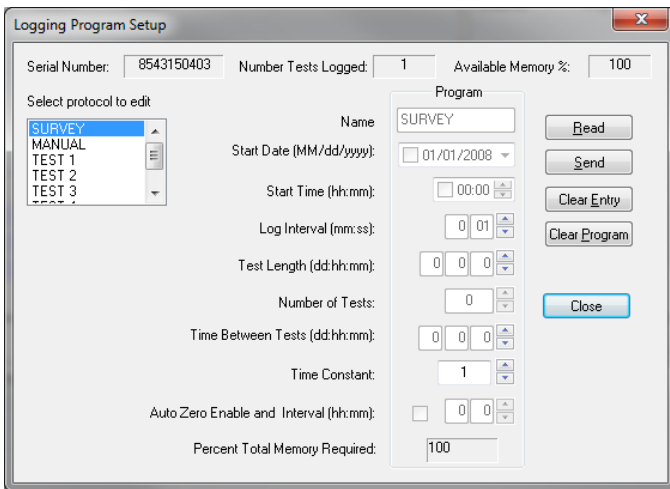 Logging Program Setup
Serial Number: 8543150403 Number Tests Logged: 1 Available Memory %: 100
Select protocol to edit
SURVEY
MANUAL
TEST 1
TEST 2
TEST 3
Program
Name SURVEY
Start Date (MM/dd/yyyy): 01/01/2008
Start Time (hh:mm): 00:00
Log Interval (mm:ss): 0 01
Test Length (dd:hh:mm): 0 0 0
Number of Tests: 0
Time Between Tests (dd:hh:mm): 0 0 0
Time Constant: 1
Auto Zero Enable and Interval (hh:mm): 0 0
Percent Total Memory Required: 100
Read
Send
Clear Entry
Clear Program
Close